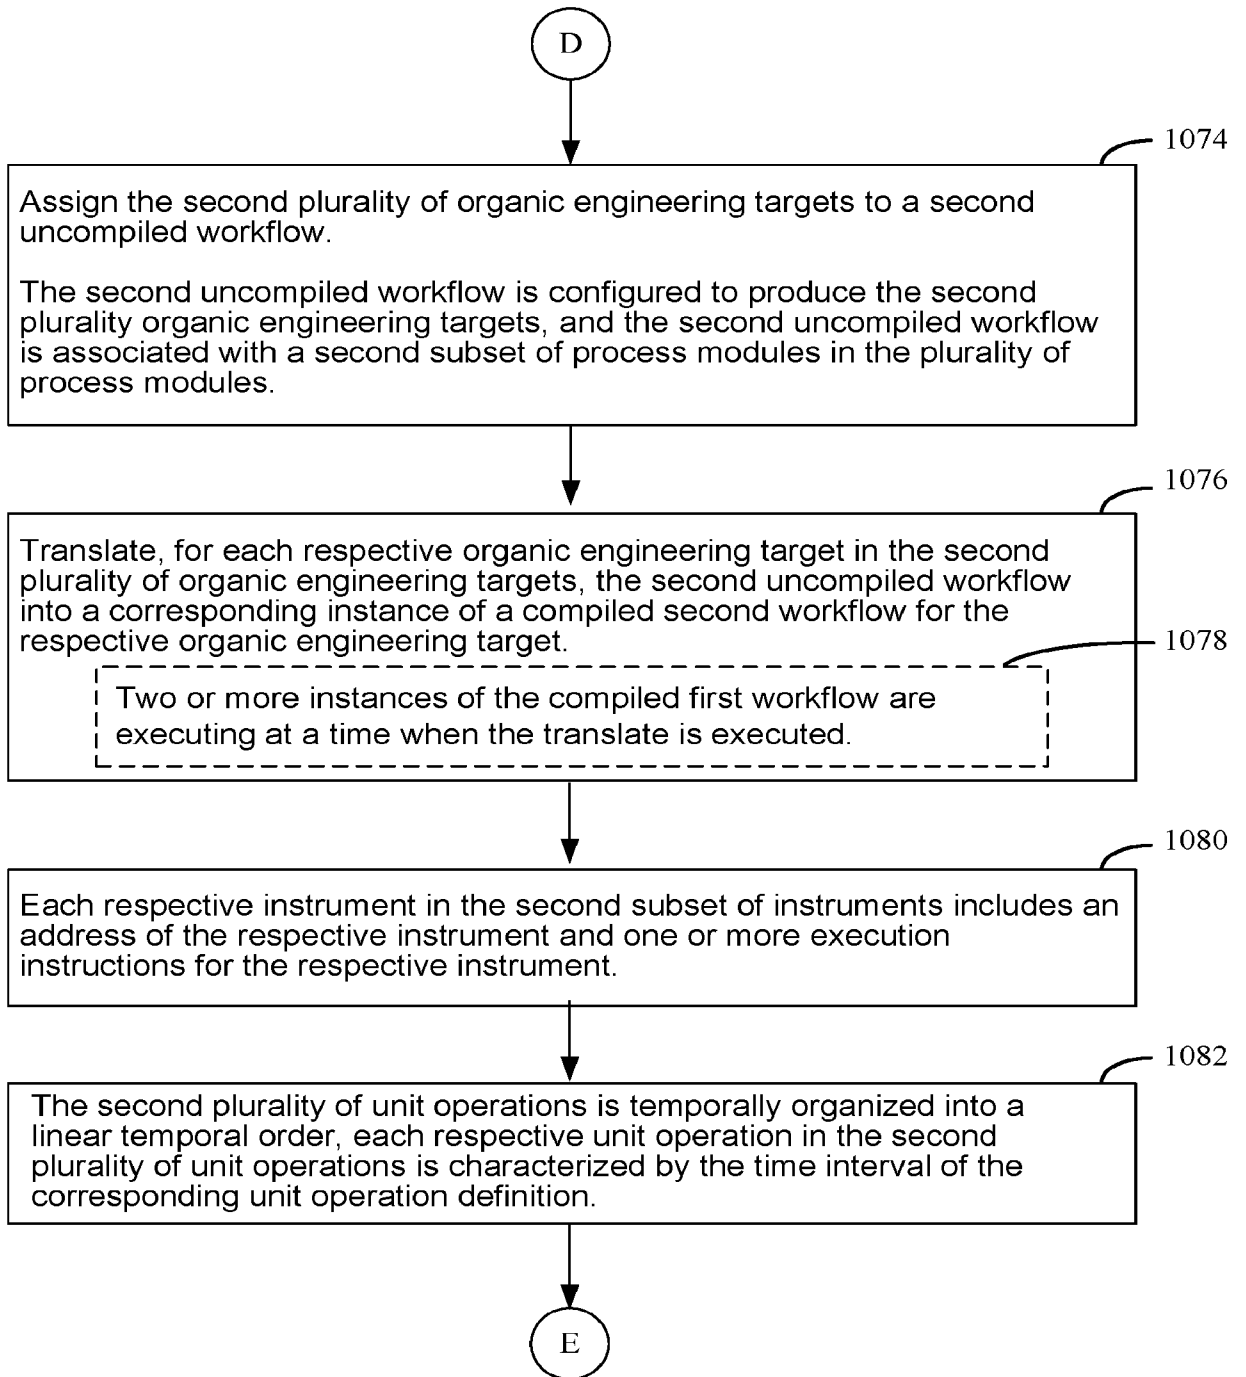 D
1074
Assign the second plurality of organic engineering targets to a second
uncompiled workflow.
The second uncompiled workflow is configured to produce the second
plurality organic engineering targets, and the second uncompiled workflow
is associated with a second subset of process modules in the plurality of
process modules.
1076
Translate, for each respective organic engineering target in the second
plurality of organic engineering targets, the second uncompiled workflow
into a corresponding instance of a compiled second workflow for the
respective organic engineering target.
1078
Two or more instances of the compiled first workflow are
executing at a time when the translate is executed.
1080
Each respective instrument in the second subset of instruments includes an
address of the respective instrument and one or more execution
instructions for the respective instrument.
1082
The second plurality of unit operations is temporally organized into a
linear temporal order, each respective unit operation in the second
plurality of unit operations is characterized by the time interval of the
corresponding unit operation definition.
E